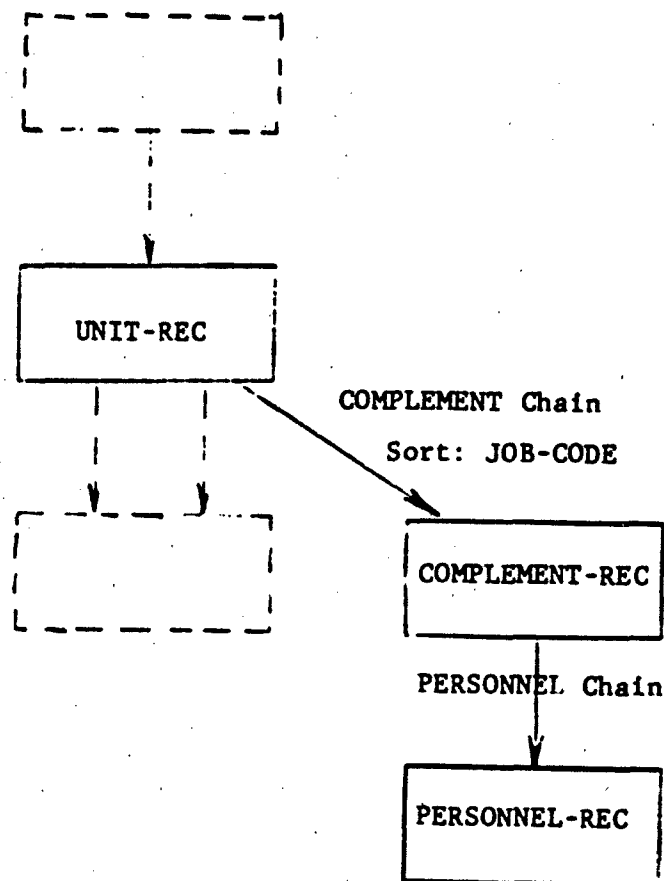 UNIT-REC
COMPLEMENT Chain
Sort: JOB-CODE
COMPLEMENT-REC
PERSONNEL Chain
PERSONNEL-REC